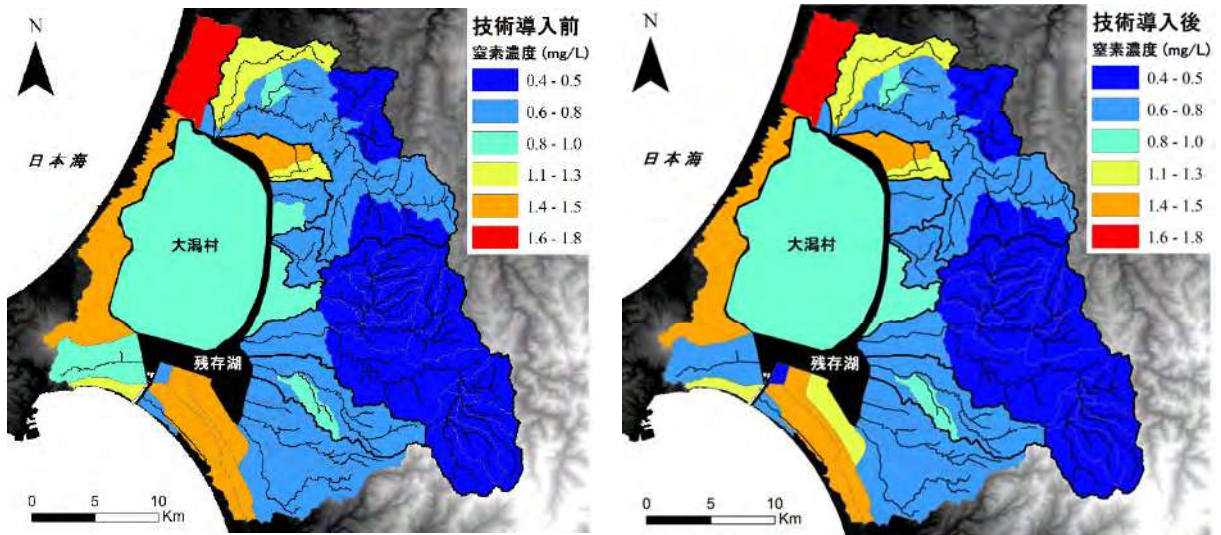 N
技術導入前
窒素濃度 (mg/L)
0.4 - 0.5
0.6 - 0.8
0.8 - 1.0
1.1 - 1.3
1.4 - 1.5
1.6 - 1.8
日本海
大潟村
残存湖
0 5 10
Km
N
技術導入後
窒素濃度 (mg/L)
0.4 - 0.5
0.6 - 0.8
0.8 - 1.0
1.1 - 1.3
1.4 - 1.5
1.6 - 1.8
日本海
大潟村
残存湖
0 5 10
Km